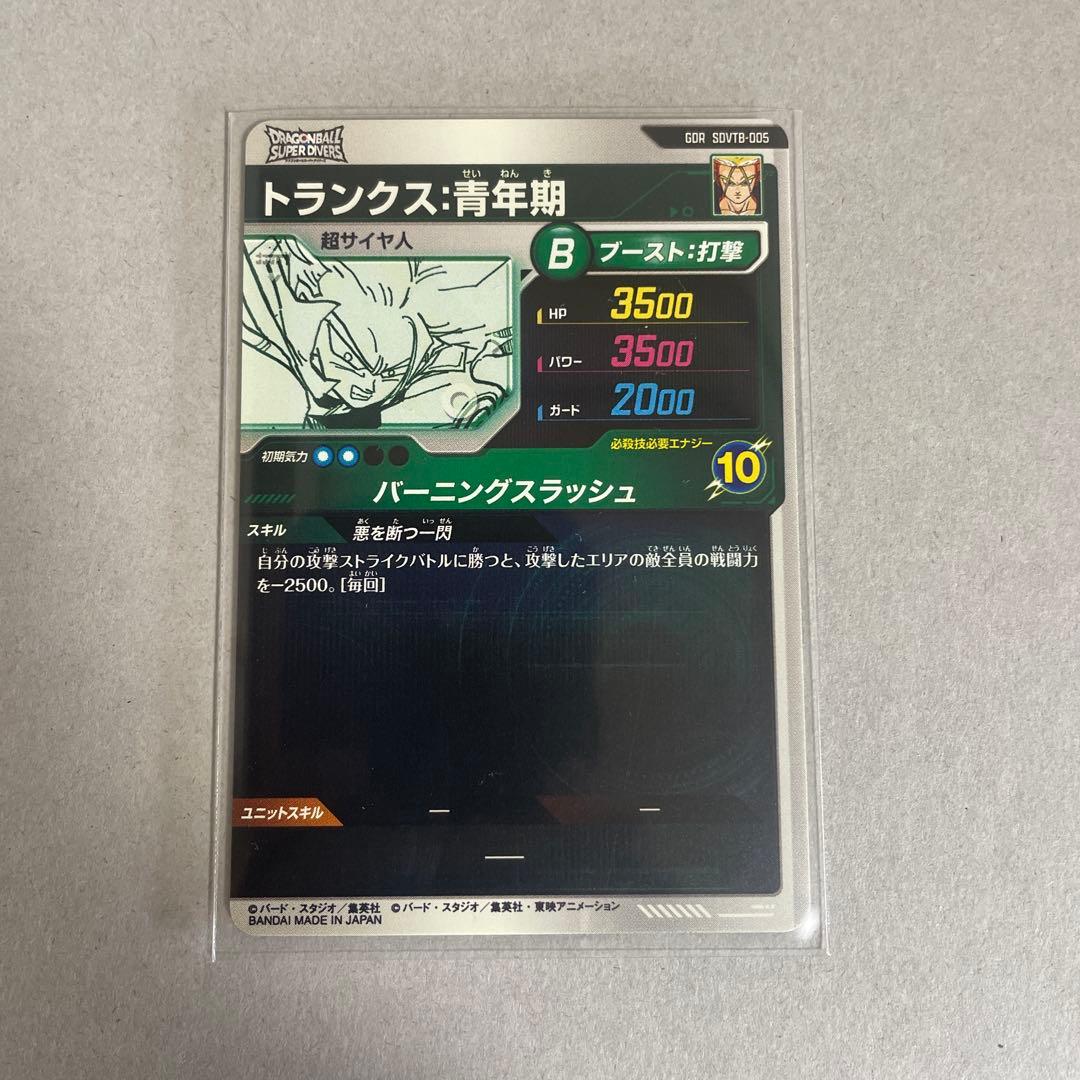 DRAGONBALL
SUPER DIVERS
GDR SDVTB-005
せい ねん き
トランクス:青年期
超サイヤ人
B ブースト:打撃
HP 3500
パワー 3500
ガード 2000
必殺技必要エナジー
初期気力
10
バーニングスラッシュ
あく た いっ せん
スキル 悪を断つ一閃
じ ぶん こう げき か こう げき てき ぜん いん せん とう りょく
自分の攻撃ストライクバトルに勝つと、攻撃したエリアの敵全員の戦闘力
まい かい
を−2500。[毎回]
ユニットスキル — —
—
©バード・スタジオ/集英社 ©バード・スタジオ/集英社・東映アニメーション
BANDAI MADE IN JAPAN